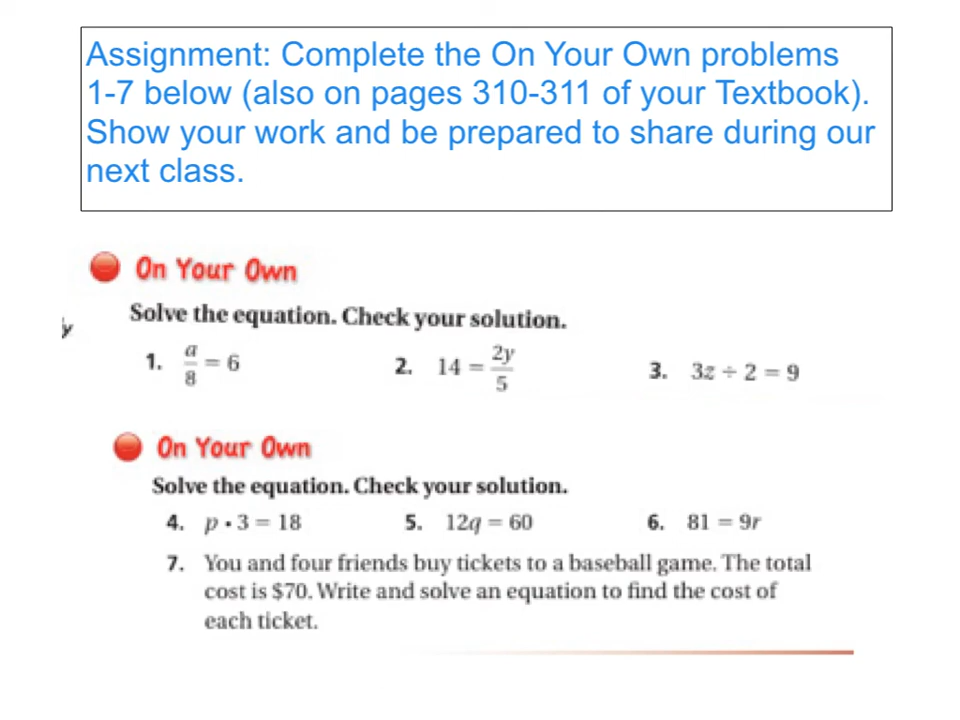 Assignment: Complete the On Your Own problems
1-7 below (also on pages 310-311 of your Textbook).
Show your work and be prepared to share during our
next class.
On Your Own
Solve the equation. Check your solution.
y
1. a/8 = 6 2. 14 = 2y/5 3. 3z ÷ 2 = 9
On Your Own
Solve the equation. Check your solution.
4. p • 3 = 18 5. 12q = 60 6. 81 = 9r
7. You and four friends buy tickets to a baseball game. The total
cost is $70. Write and solve an equation to find the cost of
each ticket.